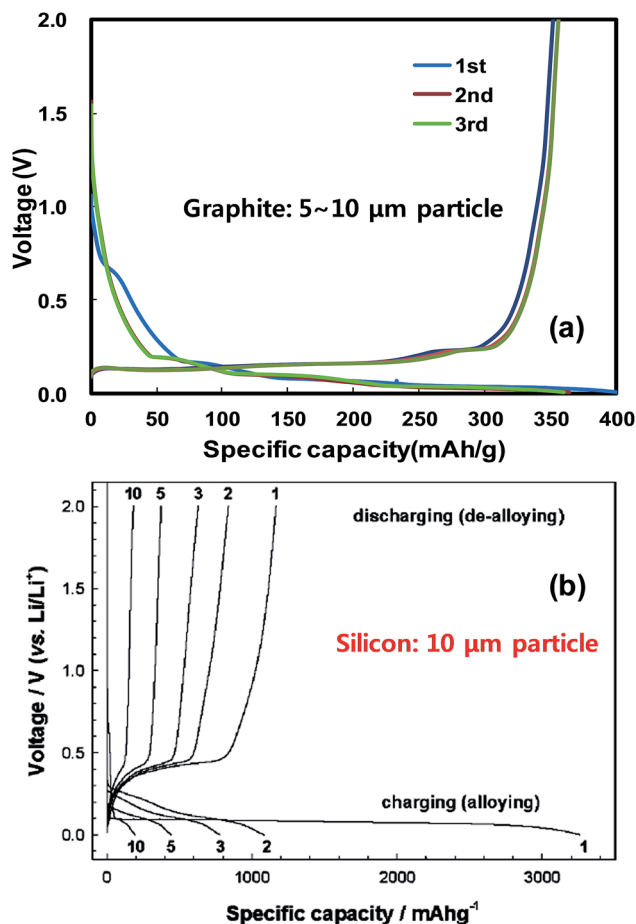 2.0
1.5
1.0
0.5
0.0
Voltage (V)
1st
2nd
3rd
Graphite: 5~10 μm particle
(a)
0 50 100 150 200 250 300 350 400
Specific capacity(mAh/g)
10 5 3 2 1
discharging (de-alloying)
2.0
1.5
1.0
0.5
0.0
Voltage / V (vs. Li/Li⁺)
(b)
Silicon: 10 μm particle
charging (alloying)
10 5 3 2 1
0 1000 2000 3000
Specific capacity / mAhg⁻¹